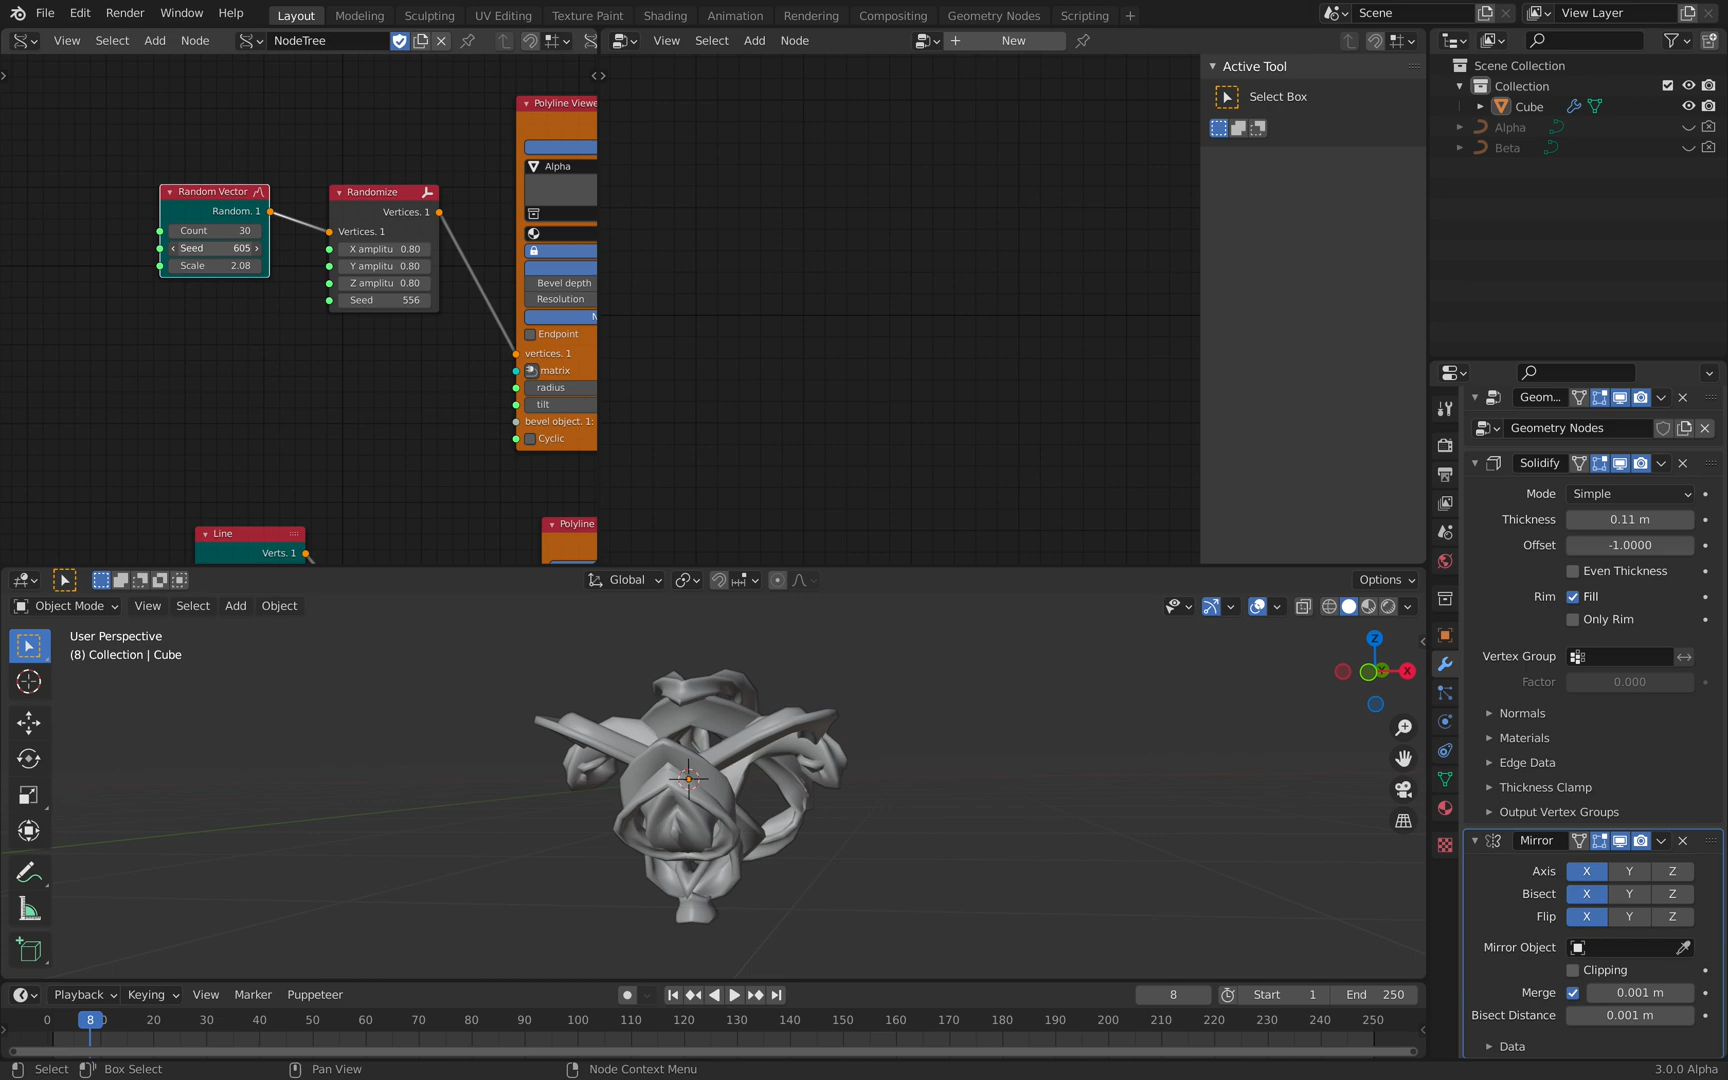 File Edit Render Window Help Layout Modeling Sculpting UV Editing Texture Paint Shading Animation Rendering Compositing Geometry Nodes Scripting + Scene View Layer
View Select Add Node NodeTree View Select Add Node + New
Active Tool
Select Box
Scene Collection
Collection
Cube
Alpha
Beta
Random Vector
Random. 1
Count 30
Seed 605
Scale 2.08
Randomize
Vertices. 1
Vertices. 1
X amplitu 0.80
Y amplitu 0.80
Z amplitu 0.80
Seed 556
Polyline Viewe
Alpha
Bevel depth
Resolution
N
Endpoint
vertices. 1
matrix
radius
tilt
bevel object. 1:
Cyclic
Line
Verts. 1
Polyline
Geom...
Geometry Nodes
Solidify
Mode Simple
Thickness 0.11 m
Offset -1.0000
Even Thickness
Rim Fill
Only Rim
Vertex Group
Factor 0.000
Normals
Materials
Edge Data
Thickness Clamp
Output Vertex Groups
Mirror
Axis X Y Z
Bisect X Y Z
Flip X Y Z
Mirror Object
Clipping
Merge 0.001 m
Bisect Distance 0.001 m
Data
Global Options
Object Mode View Select Add Object
User Perspective
(8) Collection | Cube
Z
X
Y
Playback Keying View Marker Puppeteer 8 Start 1 End 250
0 8 20 30 40 50 60 70 80 90 100 110 120 130 140 150 160 170 180 190 200 210 220 230 240 250
Select Box Select Pan View Node Context Menu 3.0.0 Alpha